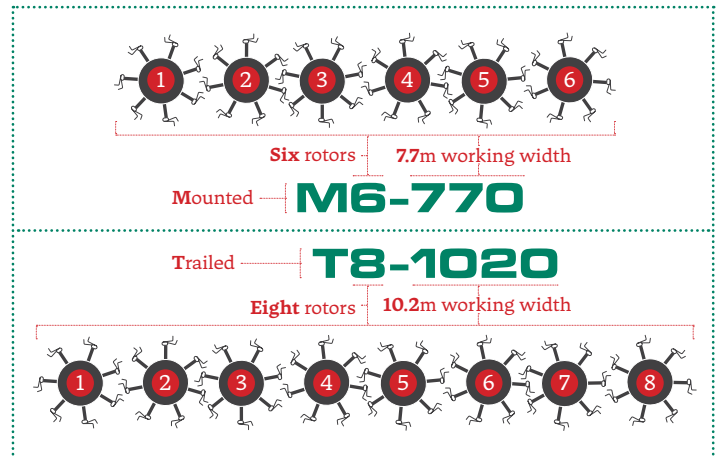 1 2 3 4 5 6
Six rotors 7.7m working width
Mounted M6-770
Trailed T8-1020
Eight rotors 10.2m working width
1 2 3 4 5 6 7 8